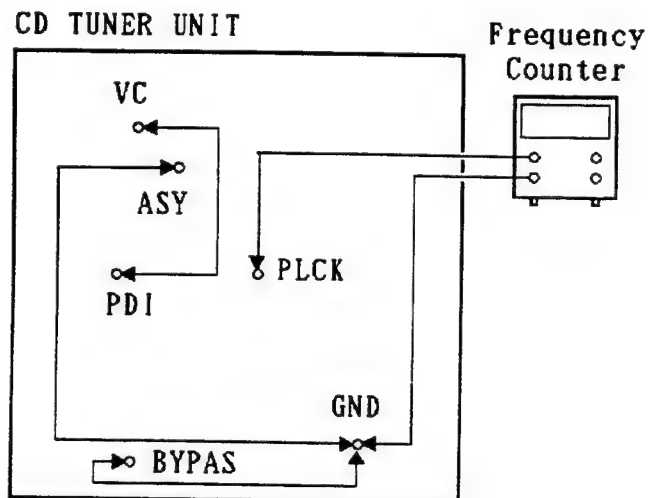 CD TUNER UNIT
Frequency
Counter
VC
ASY
PDI
PLCK
GND
BYPAS